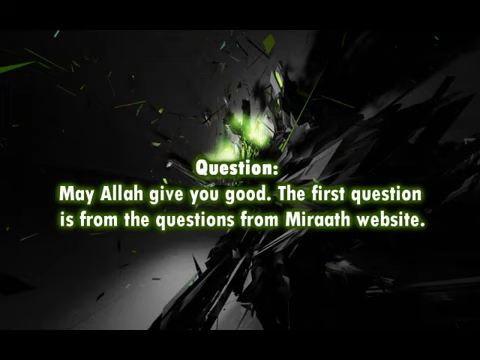 Question:
May Allah give you good. The first question
is from the questions from Miraath website.